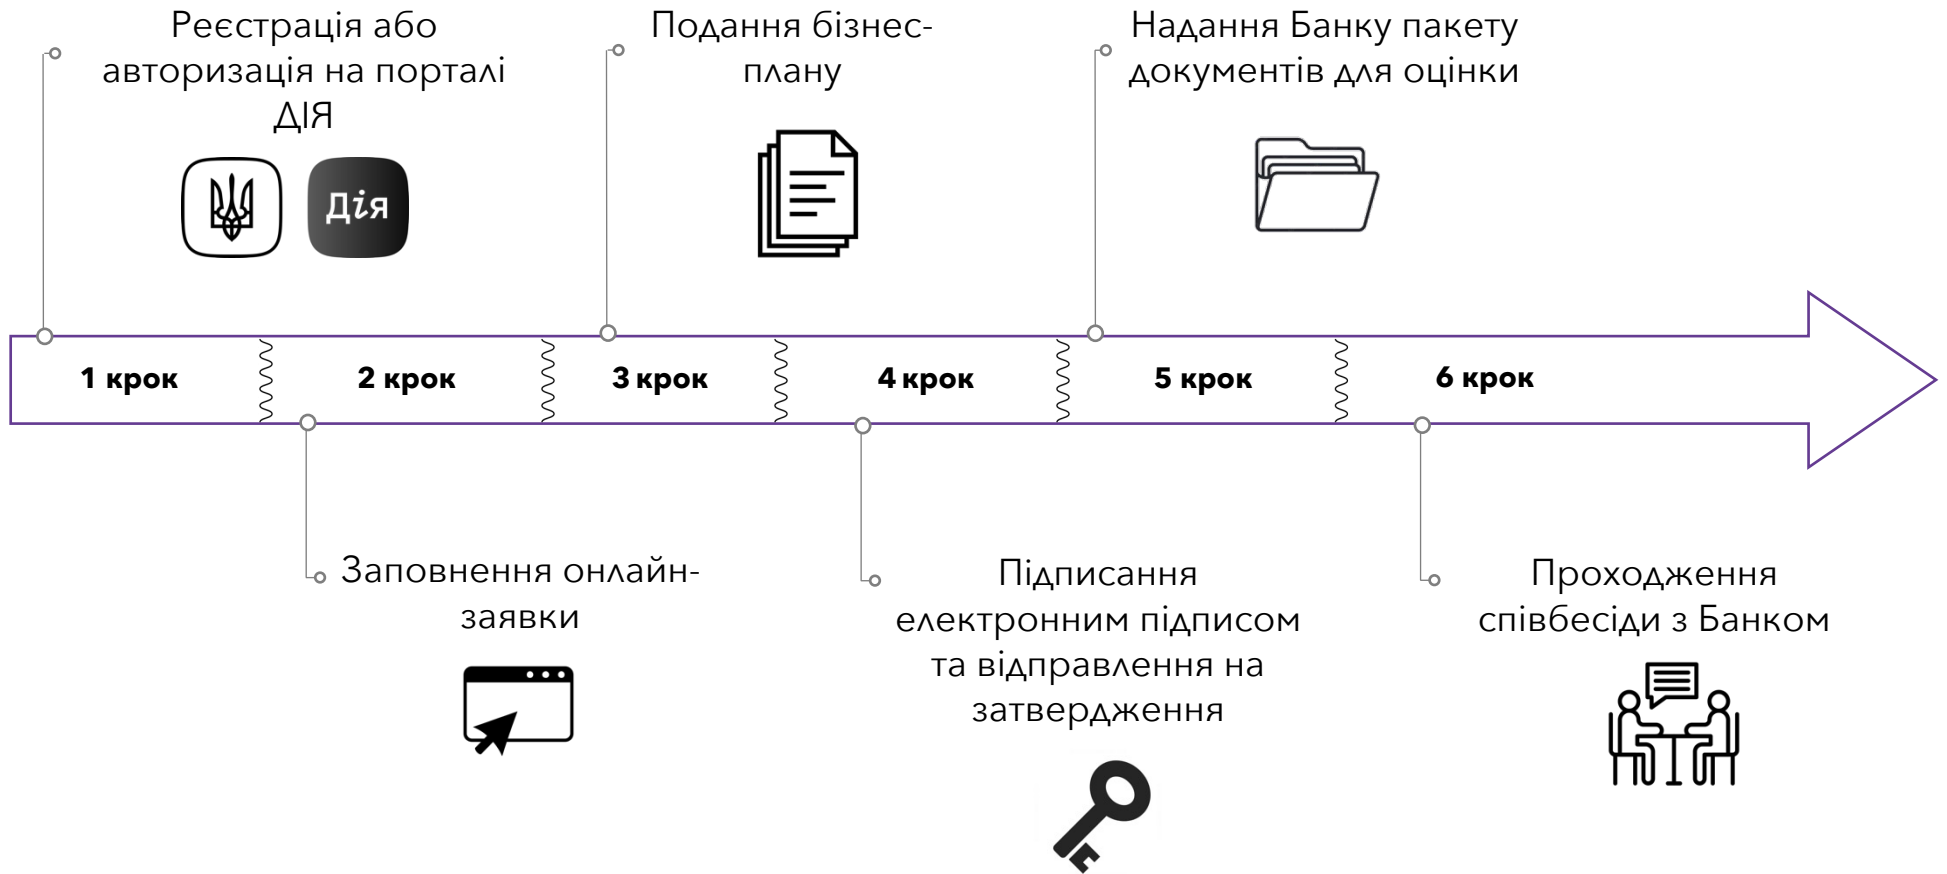 Реєстрація або
авторизація на порталі
ДІЯ
Дія
Подання бізнес-
плану
Надання Банку пакету
документів для оцінки
1 крок
2 крок
3 крок
4 крок
5 крок
6 крок
Заповнення онлайн-
заявки
Підписання
електронним підписом
та відправлення на
затвердження
Проходження
співбесіди з Банком